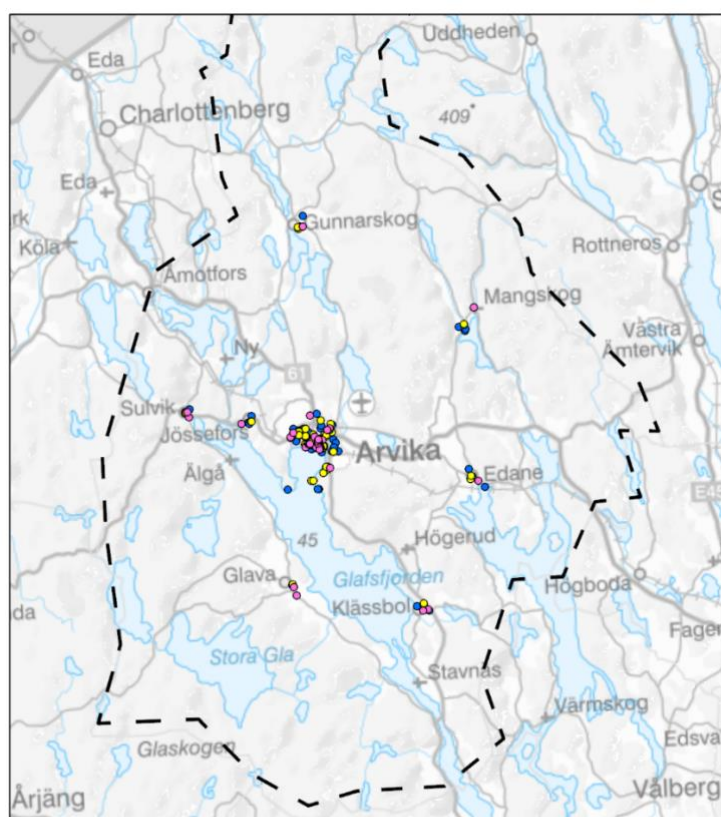 Uddheden
Eda
Charlottenberg
409
Eda
Gunnarskog
Köla
Rottneros
Åmotfors
Mangskog
Västra
Ämtervik
Ny
61
Sulvik
Jössefors
Arvika
Älgå
Edane
45
Högerud
Glava
Glafsfjorden
Högboda
Klässbol
Stora Gla
Stavnäs
Värmskog
Glaskogen
Årjäng
Vålberg